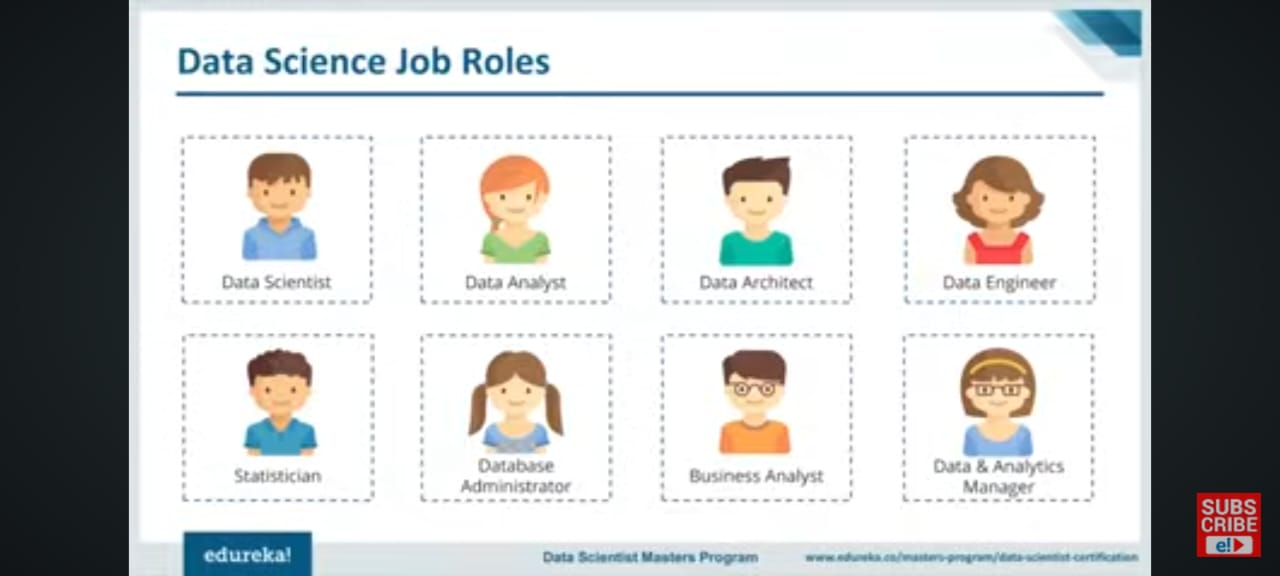 Data Science Job Roles
Data Scientist
Data Analyst
Data Architect
Data Engineer
Statistician
Database
Administrator
Business Analyst
Data & Analytics
Manager
edureka!
Data Scientist Masters Program
www.edureka.co/masters-program/data-scientist-certification
SUBS
CRIBE
e!